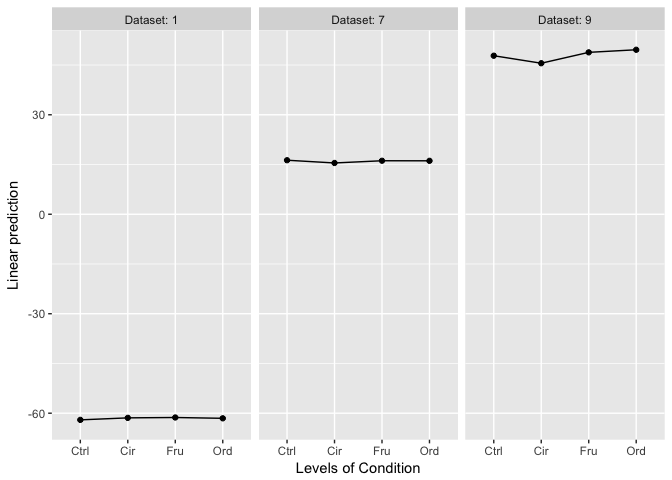 Dataset: 1
Dataset: 7
Dataset: 9
Linear prediction
30
0
-30
-60
Ctrl Cir Fru Ord
Ctrl Cir Fru Ord
Ctrl Cir Fru Ord
Levels of Condition